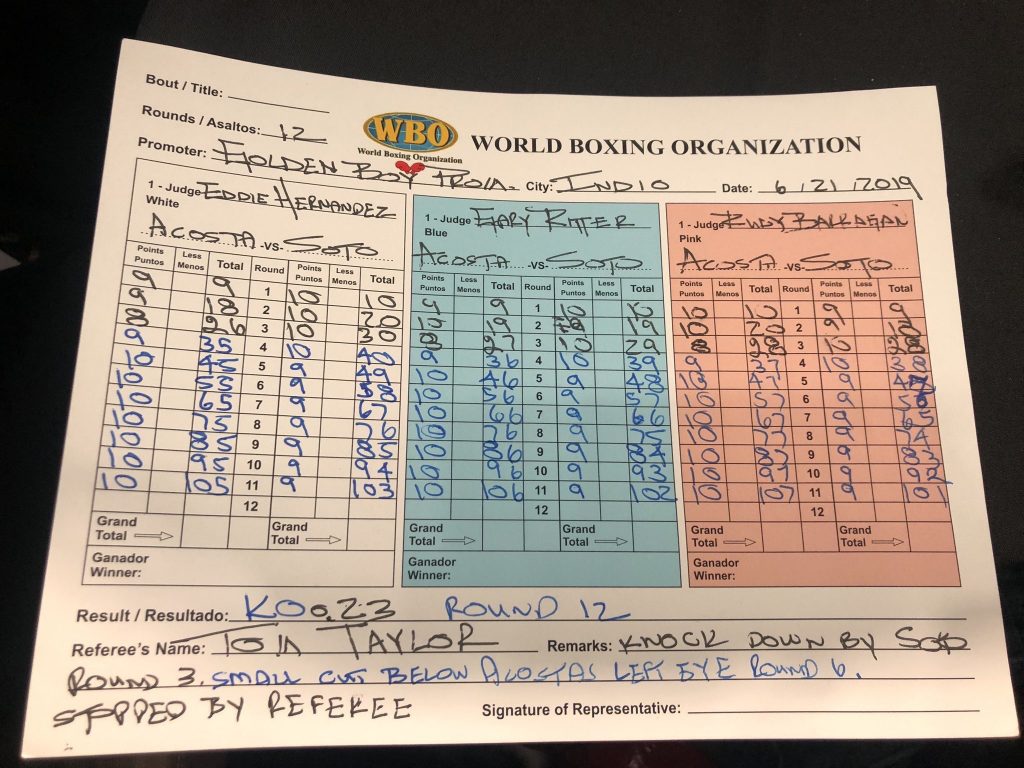 Bout / Title:
Rounds / Asaltos: 12
WBO
World Boxing Organization
WORLD BOXING ORGANIZATION
Promoter: GOLDEN BOY PROM. City: INDIO Date: 6 / 21 / 2019
1 - Judge EDDIE HERNANDEZ
White
ACOSTA -VS- SOTO
Points Puntos Less Menos Total Round Points Puntos Less Menos Total
9 9 1 10 10
9 18 2 10 20
8 26 3 10 30
9 35 4 10 40
10 45 5 9 49
10 55 6 9 58
10 65 7 9 67
10 75 8 9 76
10 85 9 9 85
10 95 10 9 94
10 105 11 9 103
12
Grand Total Grand Total
Ganador
Winner:
1 - Judge GARY RITTER
Blue
ACOSTA -VS- SOTO
Points Puntos Less Menos Total Round Points Puntos Less Menos Total
9 9 1 10 10
10 19 2 19
8 27 3 10 29
9 36 4 10 39
10 46 5 9 48
10 56 6 9 57
10 66 7 9 66
10 76 8 9 75
10 86 9 9 84
10 96 10 9 93
10 106 11 9 102
12
Grand Total Grand Total
Ganador
Winner:
1 - Judge RUDY BARRAGAN
Pink
ACOSTA -VS- SOTO
Points Puntos Less Menos Total Round Points Puntos Less Menos Total
10 10 1 9 9
10 20 2 9
8 28 3 10
9 37 4 10
10 47 5 9
10 57 6 9
10 67 7 9
10 77 8 9
10 87 9 9
10 97 10 9 92
10 107 11 9 101
12
Grand Total Grand Total
Ganador
Winner:
Result / Resultado: KO 0.23 ROUND 12
Referee's Name: TOM TAYLOR Remarks: KNOCK DOWN BY SOTO
ROUND 3. SMALL CUT BELOW ACOSTAS LEFT EYE ROUND 6.
STOPPED BY REFEREE
Signature of Representative: